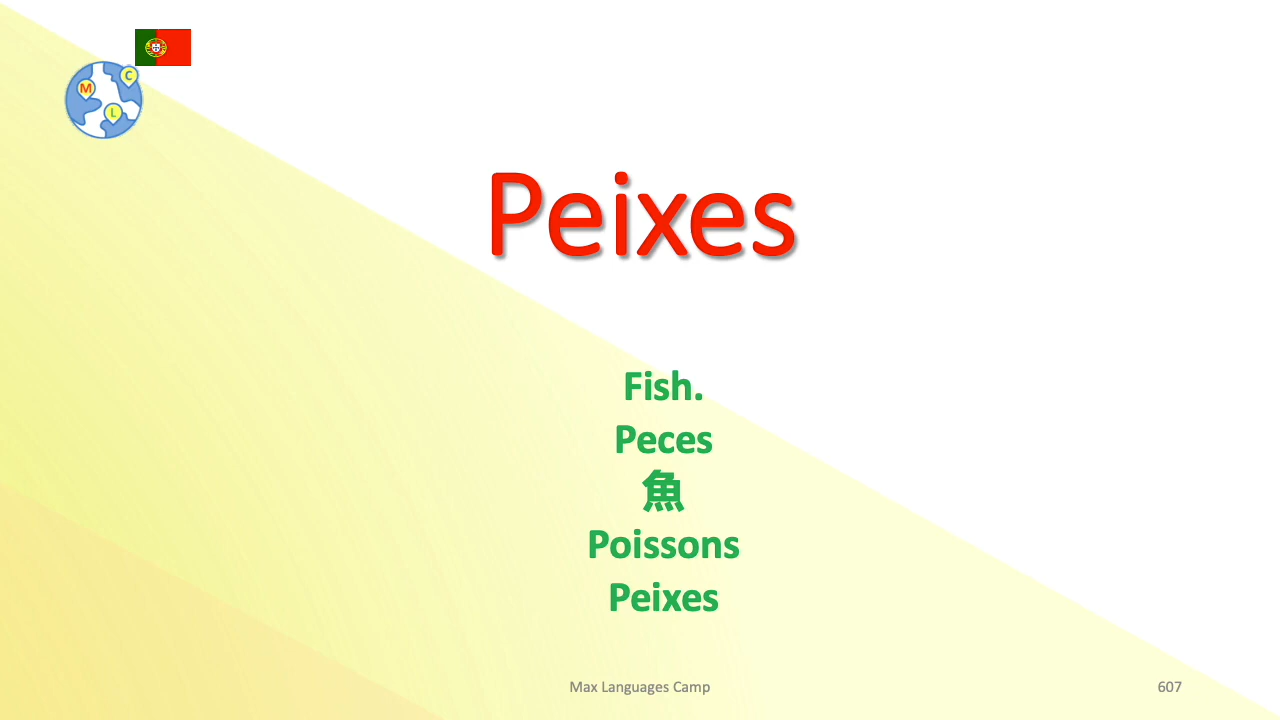 C
M
L
Peixes
Fish.
Peces
魚
Poissons
Peixes
Max Languages Camp
607